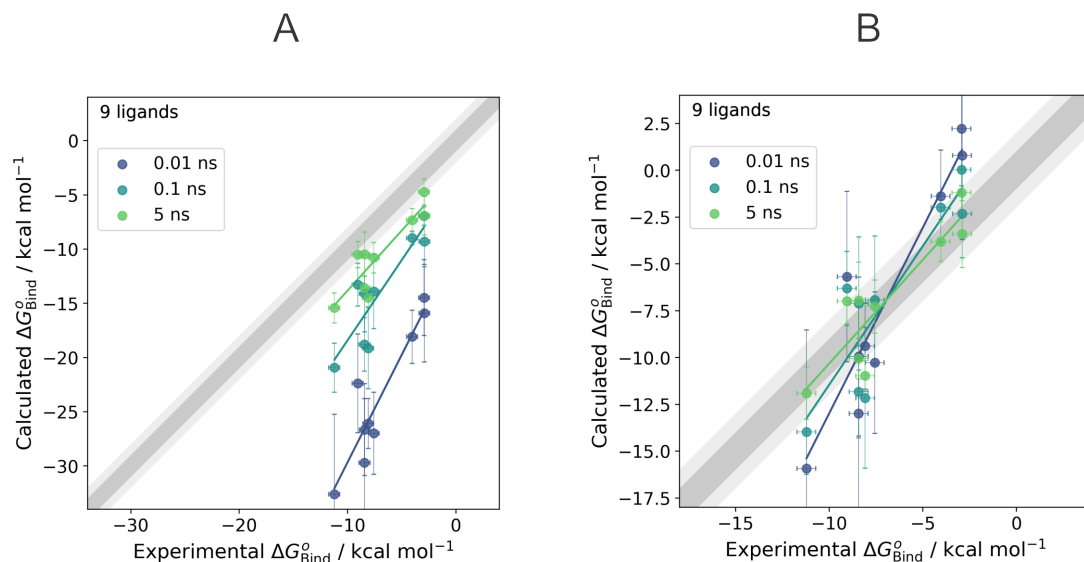 A
B
9 ligands
0.01 ns
0.1 ns
5 ns
0
−5
−10
−15
−20
−25
−30
−30
−20
−10
0
Calculated ΔG°Bind / kcal mol⁻¹
Experimental ΔG°Bind / kcal mol⁻¹
9 ligands
0.01 ns
0.1 ns
5 ns
2.5
0.0
−2.5
−5.0
−7.5
−10.0
−12.5
−15.0
−17.5
−15
−10
−5
0
Calculated ΔG°Bind / kcal mol⁻¹
Experimental ΔG°Bind / kcal mol⁻¹